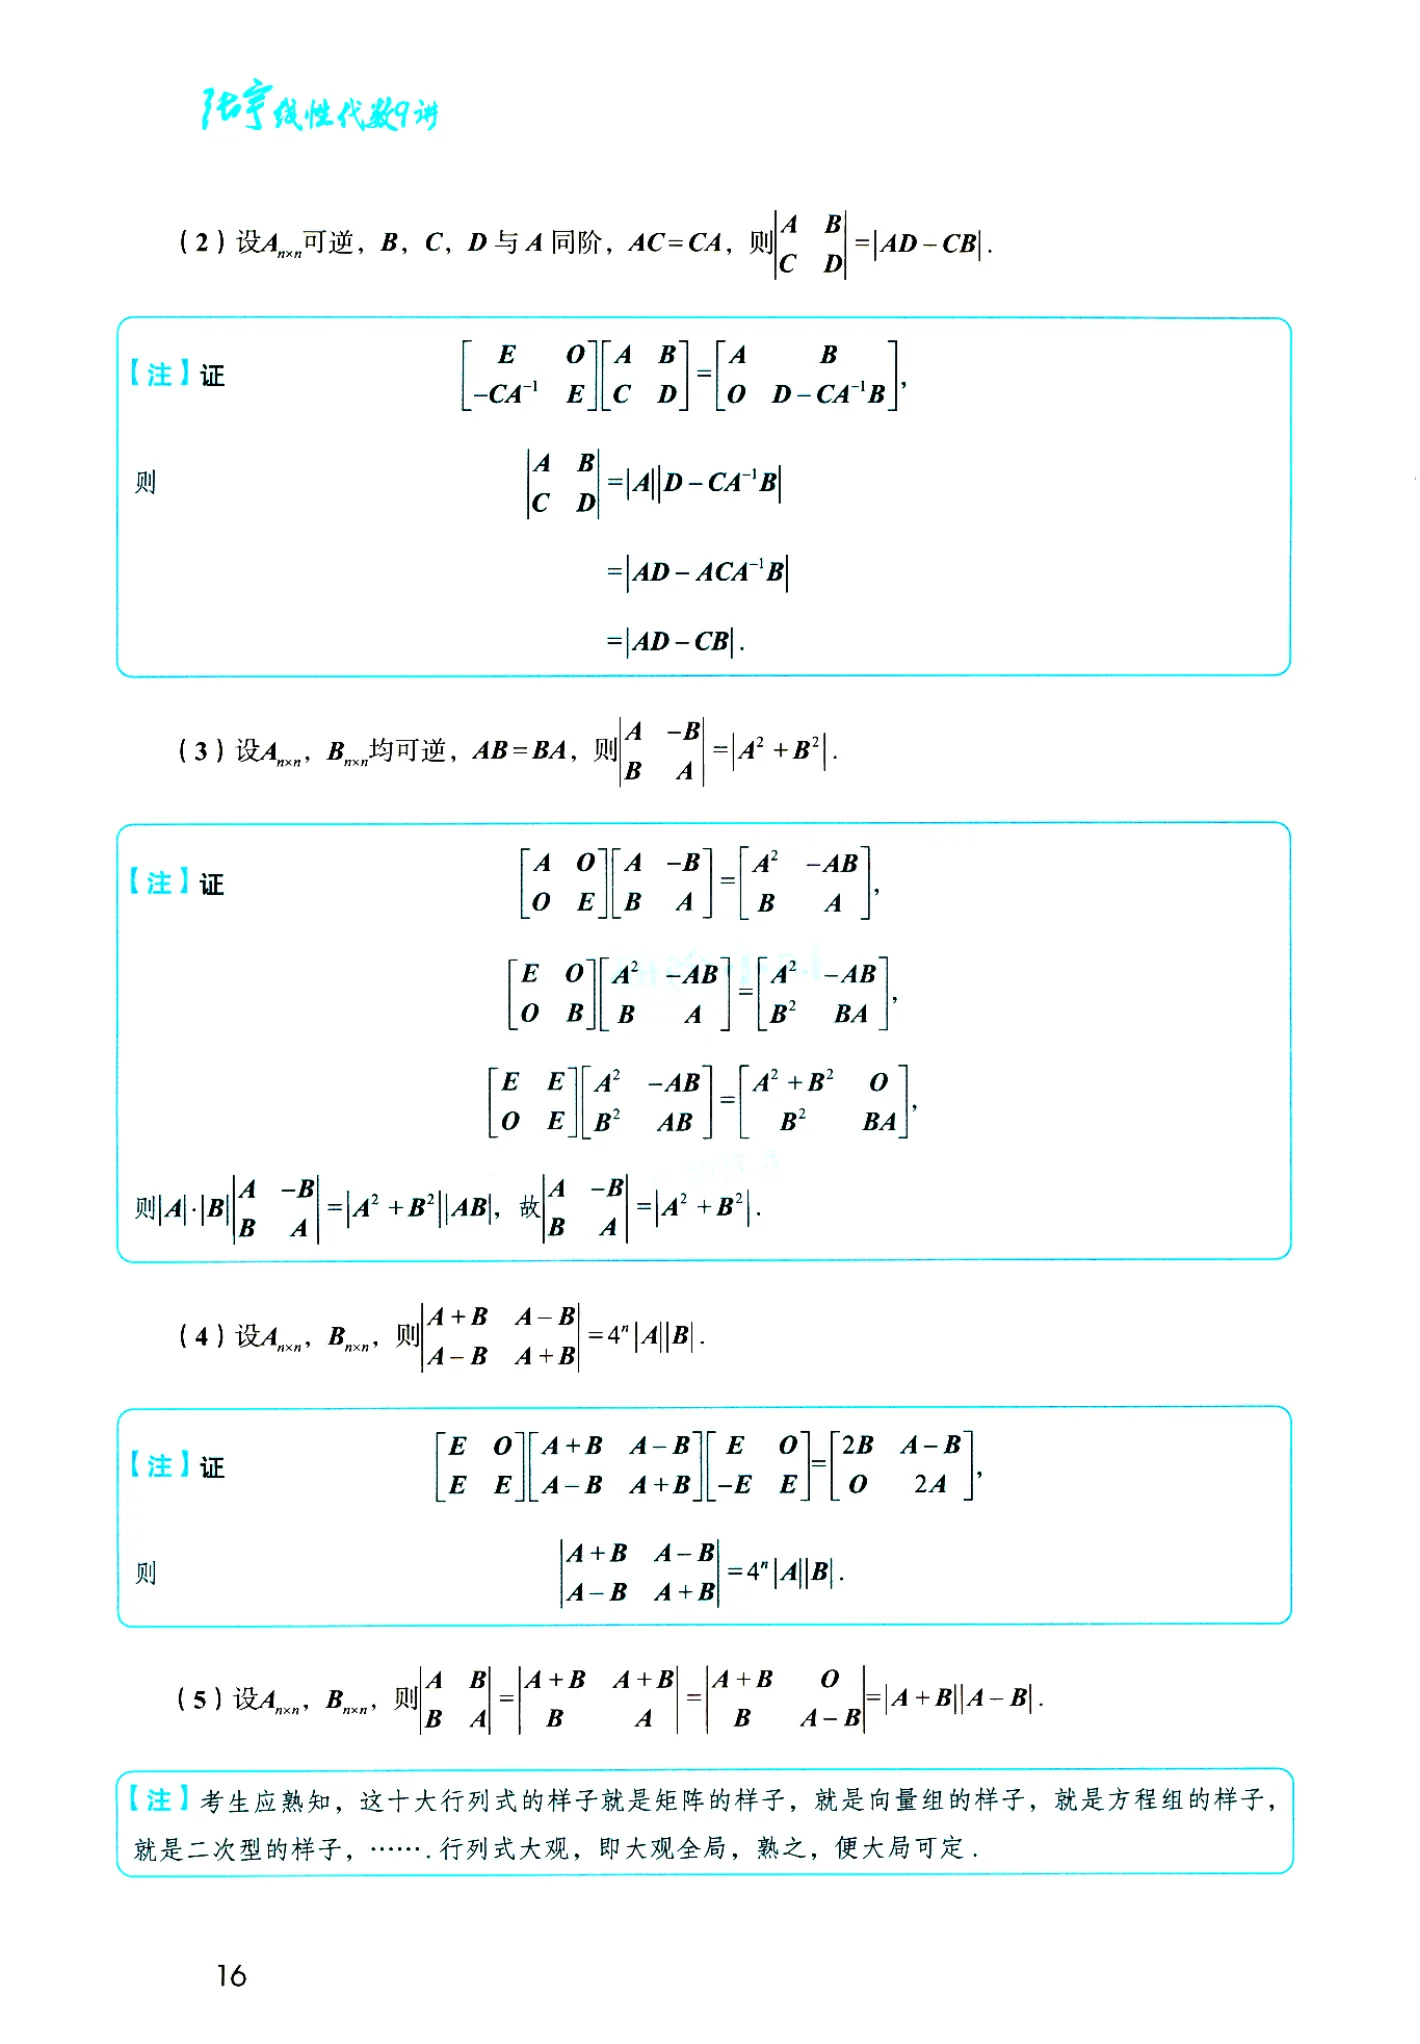 张宇线性代数9讲
(2) 设$A_{n\times n}$可逆，$B$，$C$，$D$与$A$同阶，$AC=CA$，则$\begin{vmatrix} A & B \\ C & D \end{vmatrix}=|AD-CB|$.
【注】证 $\begin{bmatrix} E & O \\ -CA^{-1} & E \end{bmatrix}\begin{bmatrix} A & B \\ C & D \end{bmatrix}=\begin{bmatrix} A & B \\ O & D-CA^{-1}B \end{bmatrix}$,
则 $\begin{vmatrix} A & B \\ C & D \end{vmatrix}=|A||D-CA^{-1}B|$
$=|AD-ACA^{-1}B|$
$=|AD-CB|$.
(3) 设$A_{n\times n}$，$B_{n\times n}$均可逆，$AB=BA$，则$\begin{vmatrix} A & -B \\ B & A \end{vmatrix}=|A^2+B^2|$.
【注】证 $\begin{bmatrix} A & O \\ O & E \end{bmatrix}\begin{bmatrix} A & -B \\ B & A \end{bmatrix}=\begin{bmatrix} A^2 & -AB \\ B & A \end{bmatrix}$,
$\begin{bmatrix} E & O \\ O & B \end{bmatrix}\begin{bmatrix} A^2 & -AB \\ B & A \end{bmatrix}=\begin{bmatrix} A^2 & -AB \\ B^2 & BA \end{bmatrix}$,
$\begin{bmatrix} E & E \\ O & E \end{bmatrix}\begin{bmatrix} A^2 & -AB \\ B^2 & AB \end{bmatrix}=\begin{bmatrix} A^2+B^2 & O \\ B^2 & BA \end{bmatrix}$,
则$|A|\cdot|B|\begin{vmatrix} A & -B \\ B & A \end{vmatrix}=|A^2+B^2||AB|$，故$\begin{vmatrix} A & -B \\ B & A \end{vmatrix}=|A^2+B^2|$.
(4) 设$A_{n\times n}$，$B_{n\times n}$，则$\begin{vmatrix} A+B & A-B \\ A-B & A+B \end{vmatrix}=4^n|A||B|$.
【注】证 $\begin{bmatrix} E & O \\ E & E \end{bmatrix}\begin{bmatrix} A+B & A-B \\ A-B & A+B \end{bmatrix}\begin{bmatrix} E & O \\ -E & E \end{bmatrix}=\begin{bmatrix} 2B & A-B \\ O & 2A \end{bmatrix}$,
则 $\begin{vmatrix} A+B & A-B \\ A-B & A+B \end{vmatrix}=4^n|A||B|$.
(5) 设$A_{n\times n}$，$B_{n\times n}$，则$\begin{vmatrix} A & B \\ B & A \end{vmatrix}=\begin{vmatrix} A+B & A+B \\ B & A \end{vmatrix}=\begin{vmatrix} A+B & O \\ B & A-B \end{vmatrix}=|A+B||A-B|$.
【注】考生应熟知，这十大行列式的样子就是矩阵的样子，就是向量组的样子，就是方程组的样子，
就是二次型的样子，……. 行列式大观，即大观全局，熟之，便大局可定.
16